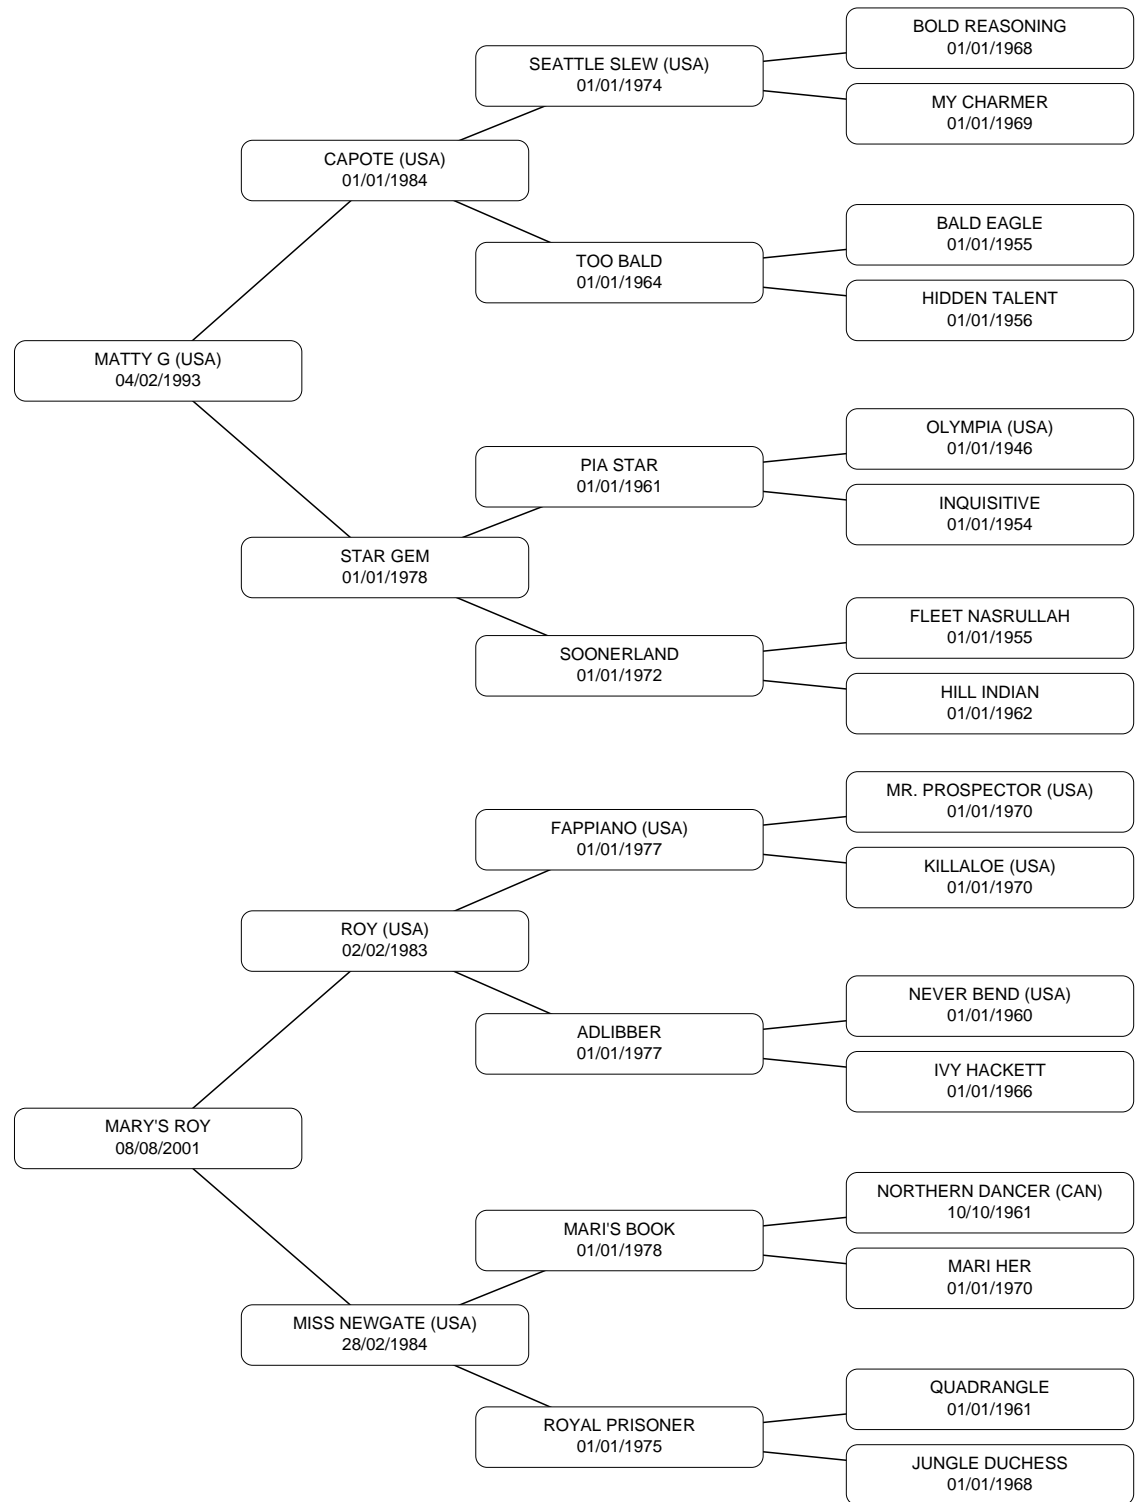 BOLD REASONING
01/01/1968
SEATTLE SLEW (USA)
01/01/1974
MY CHARMER
01/01/1969
CAPOTE (USA)
01/01/1984
BALD EAGLE
01/01/1955
TOO BALD
01/01/1964
HIDDEN TALENT
01/01/1956
MATTY G (USA)
04/02/1993
OLYMPIA (USA)
01/01/1946
PIA STAR
01/01/1961
INQUISITIVE
01/01/1954
STAR GEM
01/01/1978
FLEET NASRULLAH
01/01/1955
SOONERLAND
01/01/1972
HILL INDIAN
01/01/1962
MR. PROSPECTOR (USA)
01/01/1970
FAPPIANO (USA)
01/01/1977
KILLALOE (USA)
01/01/1970
ROY (USA)
02/02/1983
NEVER BEND (USA)
01/01/1960
ADLIBBER
01/01/1977
IVY HACKETT
01/01/1966
MARY'S ROY
08/08/2001
NORTHERN DANCER (CAN)
10/10/1961
MARI'S BOOK
01/01/1978
MARI HER
01/01/1970
MISS NEWGATE (USA)
28/02/1984
QUADRANGLE
01/01/1961
ROYAL PRISONER
01/01/1975
JUNGLE DUCHESS
01/01/1968